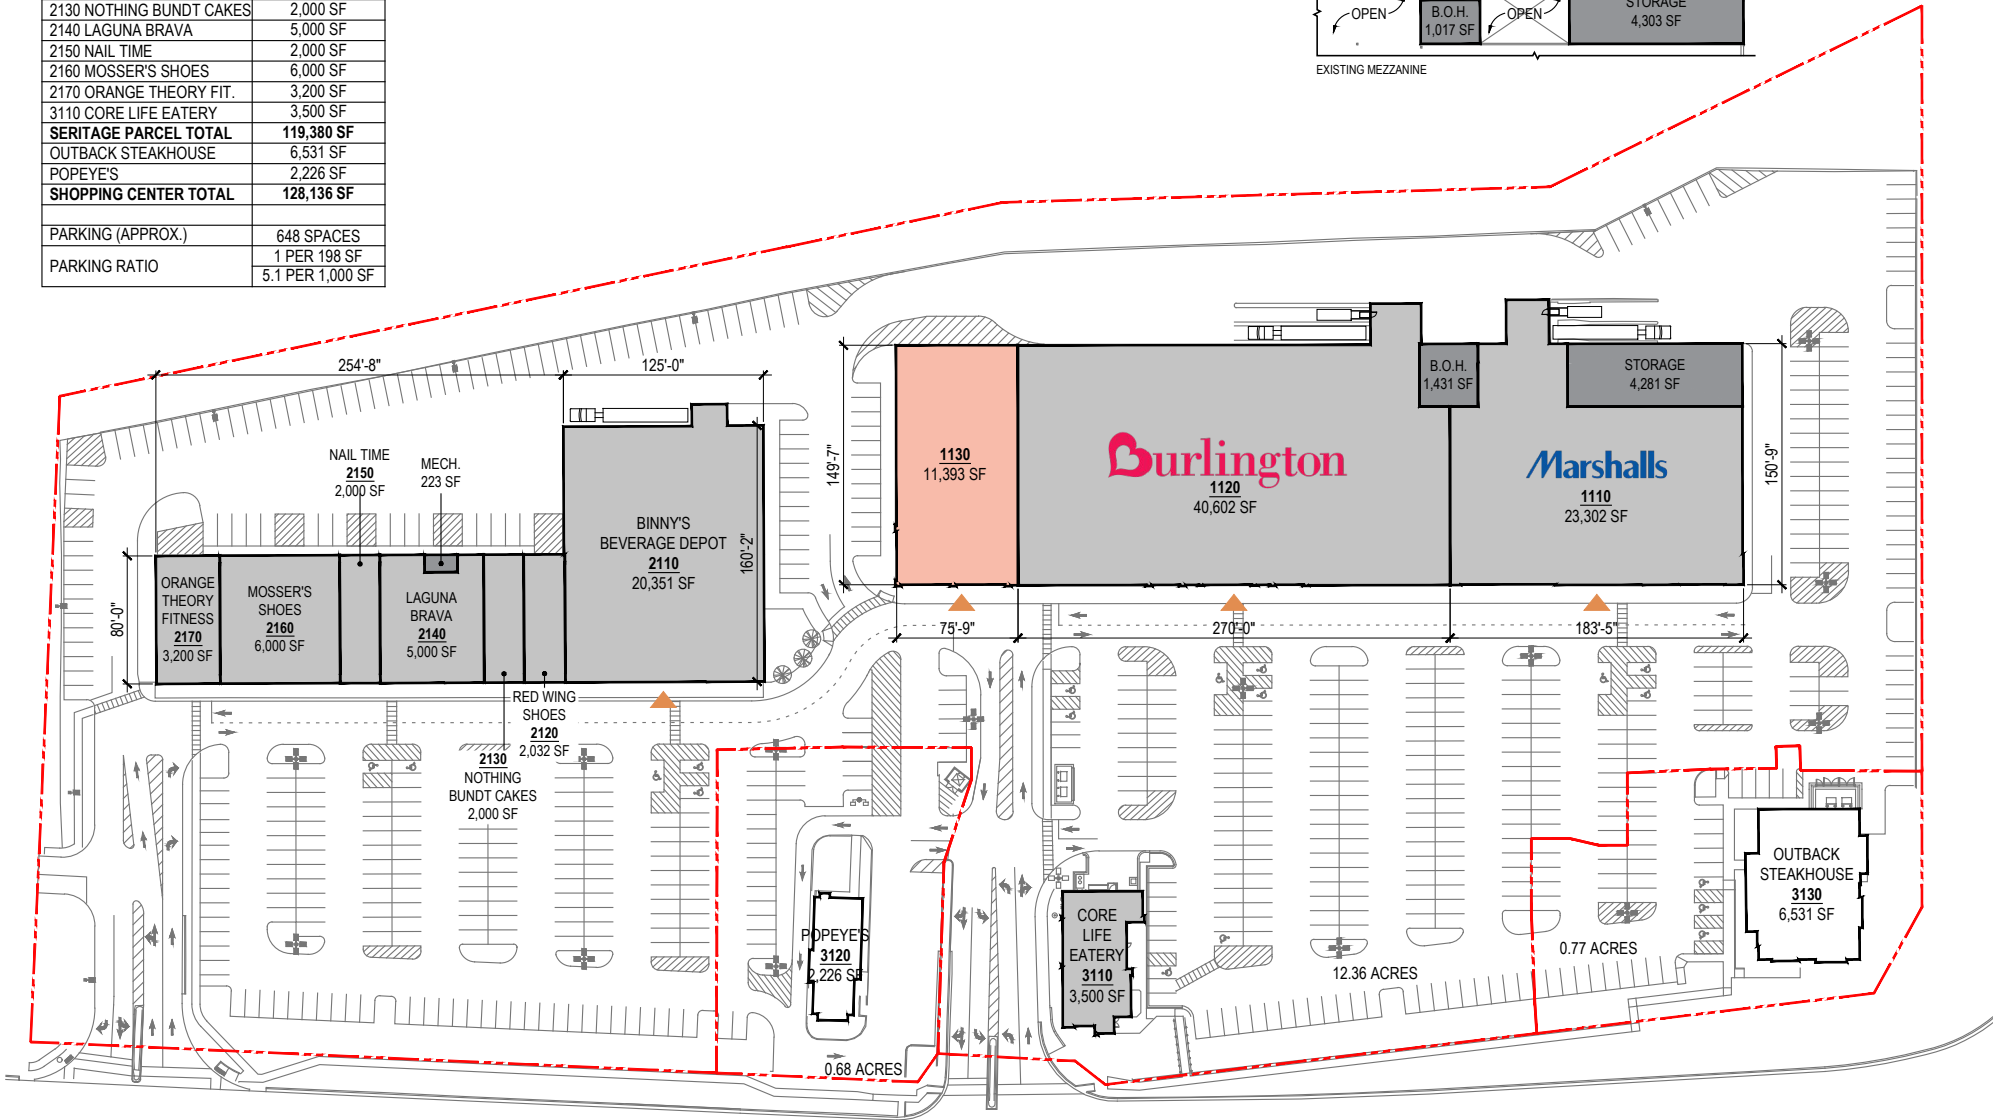 2130 NOTHING BUNDT CAKES 2,000 SF
2140 LAGUNA BRAVA 5,000 SF
2150 NAIL TIME 2,000 SF
2160 MOSSER'S SHOES 6,000 SF
2170 ORANGE THEORY FIT. 3,200 SF
3110 CORE LIFE EATERY 3,500 SF
SERITAGE PARCEL TOTAL 119,380 SF
OUTBACK STEAKHOUSE 6,531 SF
POPEYE'S 2,226 SF
SHOPPING CENTER TOTAL 128,136 SF
PARKING (APPROX.) 648 SPACES
PARKING RATIO
1 PER 198 SF
5.1 PER 1,000 SF
OPEN
B.O.H.
1,017 SF
OPEN
STORAGE
4,303 SF
EXISTING MEZZANINE
254'-8"
125'-0"
NAIL TIME
2150
2,000 SF
MECH.
223 SF
BINNY'S
BEVERAGE DEPOT
2110
20,351 SF
160'-2"
80'-0"
ORANGE
THEORY
FITNESS
2170
3,200 SF
MOSSER'S
SHOES
2160
6,000 SF
LAGUNA
BRAVA
2140
5,000 SF
RED WING
SHOES
2120
2,032 SF
2130
NOTHING
BUNDT CAKES
2,000 SF
149'-7"
1130
11,393 SF
Burlington
1120
40,602 SF
B.O.H.
1,431 SF
STORAGE
4,281 SF
Marshalls
1110
23,302 SF
150'-9"
75'-9"
270'-0"
183'-5"
POPEYE'S
3120
2,226 SF
0.68 ACRES
CORE
LIFE
EATERY
3110
3,500 SF
12.36 ACRES
0.77 ACRES
OUTBACK
STEAKHOUSE
3130
6,531 SF